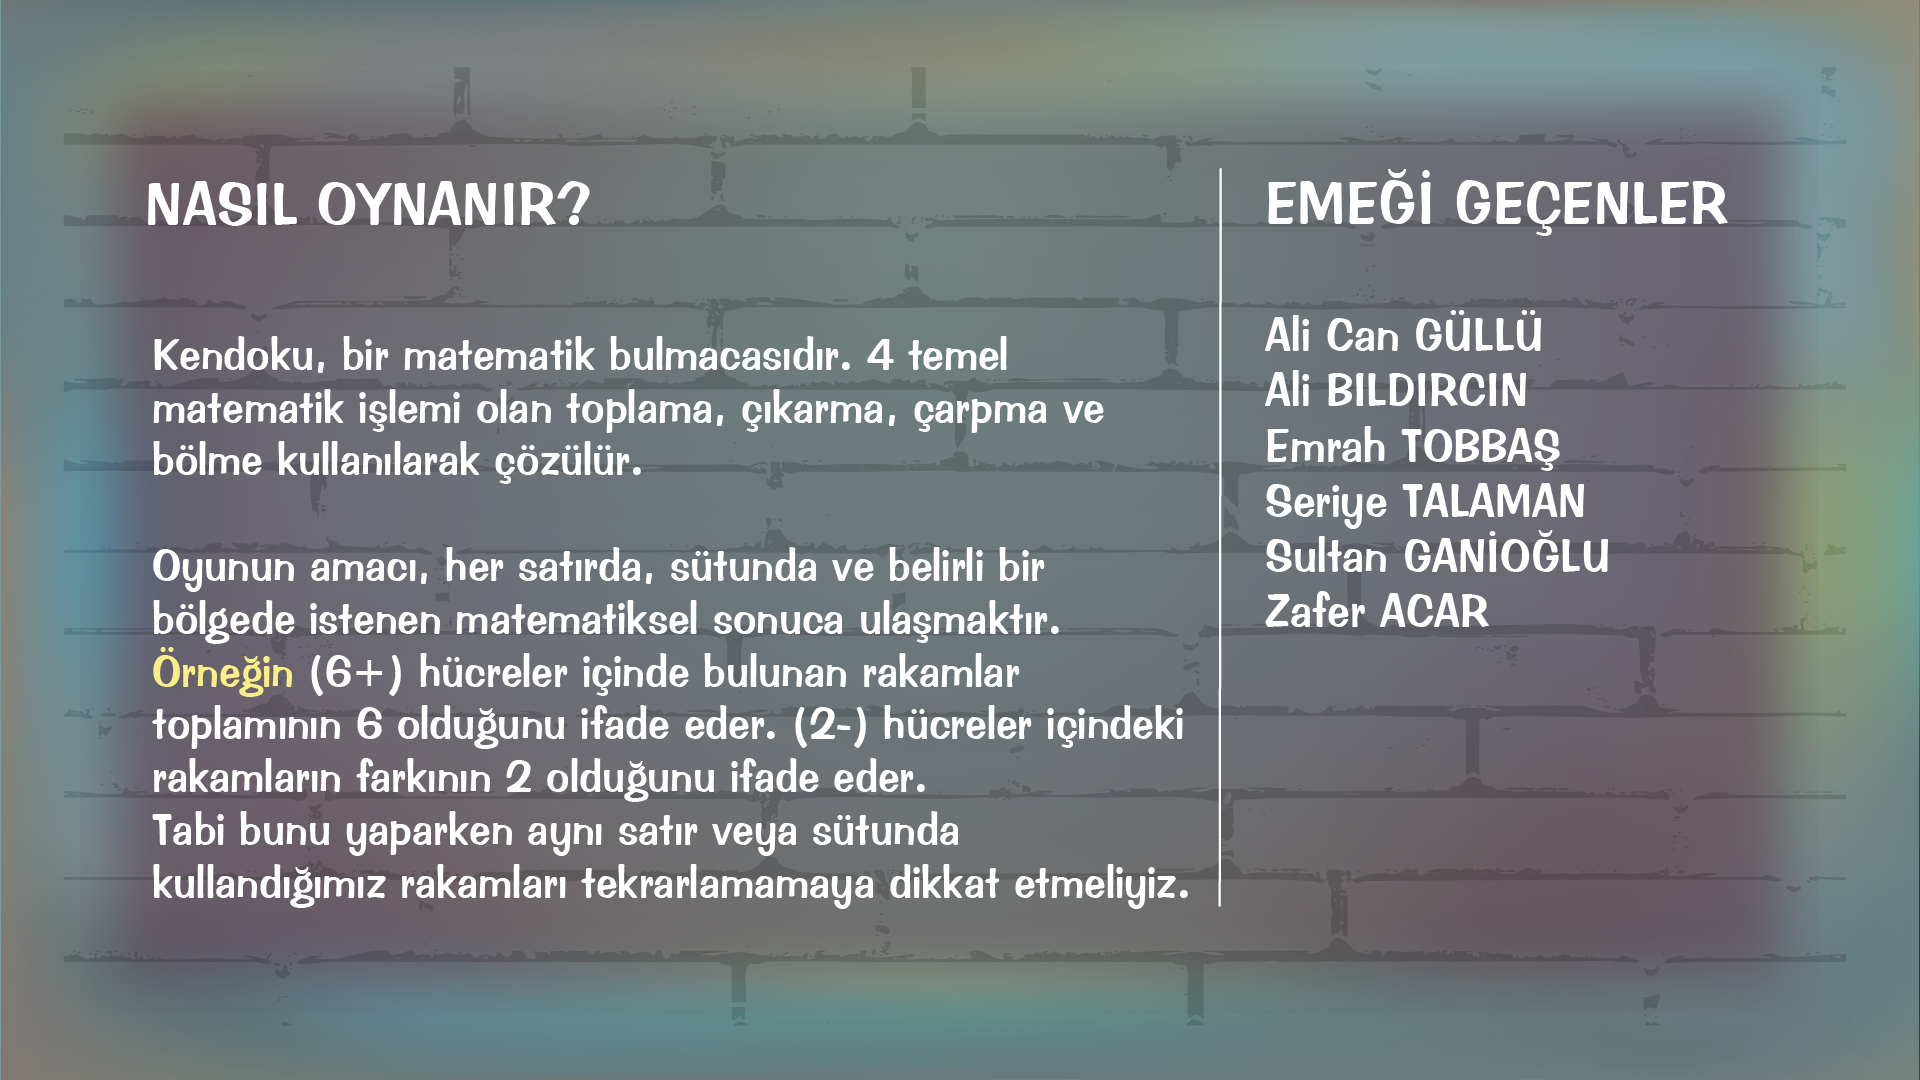 NASIL OYNANIR?
Kendoku, bir matematik bulmacasıdır. 4 temel
matematik işlemi olan toplama, çıkarma, çarpma ve
bölme kullanılarak çözülür.
Oyunun amacı, her satırda, sütunda ve belirli bir
bölgede istenen matematiksel sonuca ulaşmaktır.
Örneğin (6+) hücreler içinde bulunan rakamlar
toplamının 6 olduğunu ifade eder. (2-) hücreler içindeki
rakamların farkının 2 olduğunu ifade eder.
Tabi bunu yaparken aynı satır veya sütunda
kullandığımız rakamları tekrarlamamaya dikkat etmeliyiz.
EMEĞİ GEÇENLER
Ali Can GÜLLÜ
Ali BILDIRCIN
Emrah TOBBAŞ
Seriye TALAMAN
Sultan GANİOĞLU
Zafer ACAR